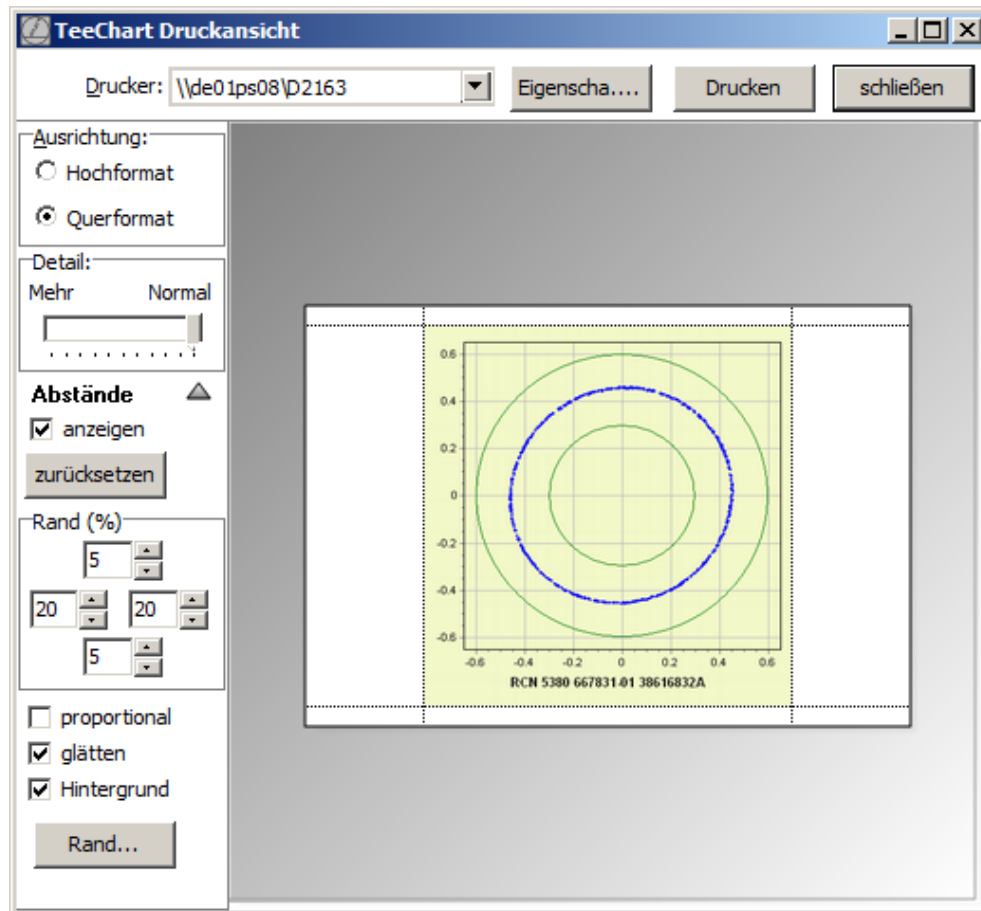 TeeChart Druckansicht
Drucker: \\de01ps08\D2163 Eigenscha.... Drucken schließen
Ausrichtung:
Hochformat
Querformat
Detail:
Mehr Normal
Abstände
anzeigen
zurücksetzen
Rand (%)
5
20 20
5
proportional
glätten
Hintergrund
Rand...
0.6
0.4
0.2
0
-0.2
-0.4
-0.6
-0.6 -0.4 -0.2 0 0.2 0.4 0.6
RCN 5380 667831-01 38616832A